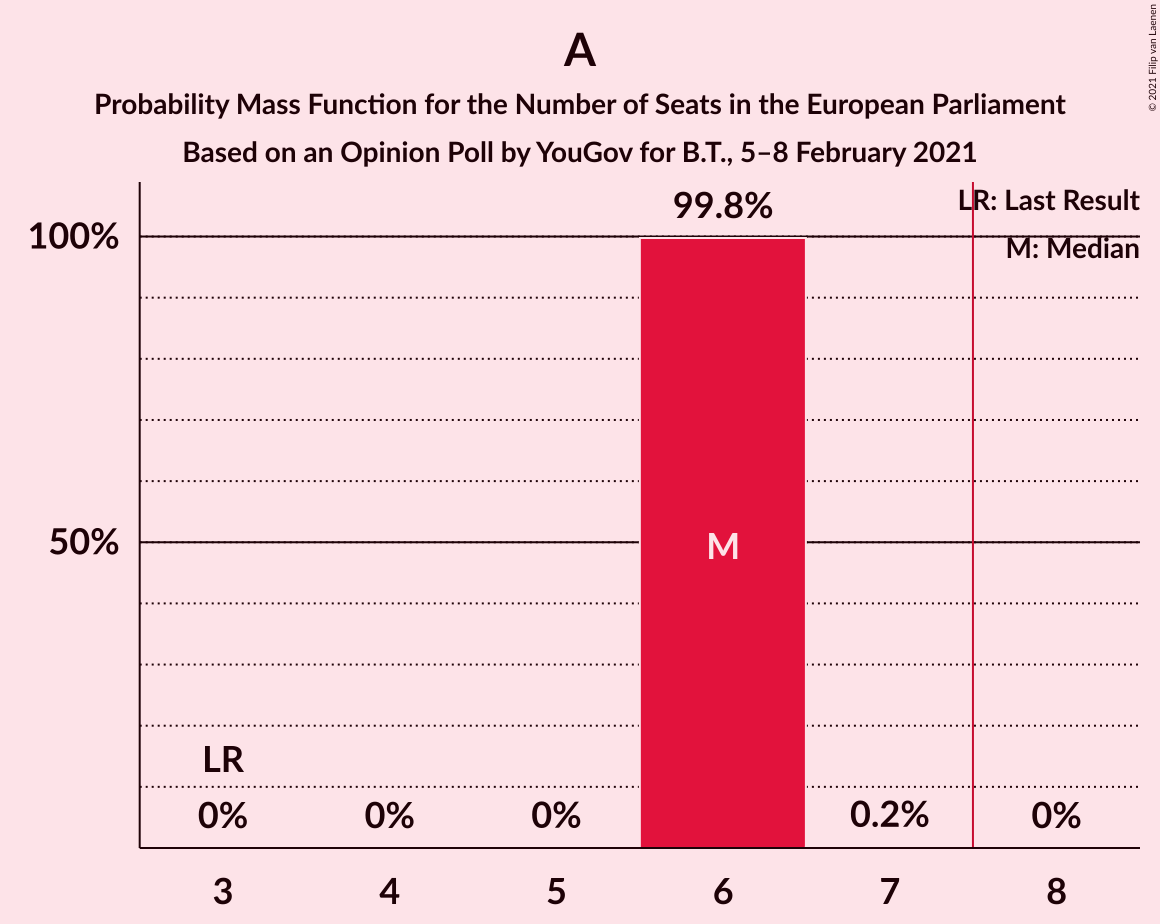 A
Probability Mass Function for the Number of Seats in the European Parliament
Based on an Opinion Poll by YouGov for B.T., 5–8 February 2021
© 2021 Filip van Laenen
LR: Last Result
M: Median
99.8%
100%
50%
M
LR
0%
0%
0%
0.2%
0%
3
4
5
6
7
8